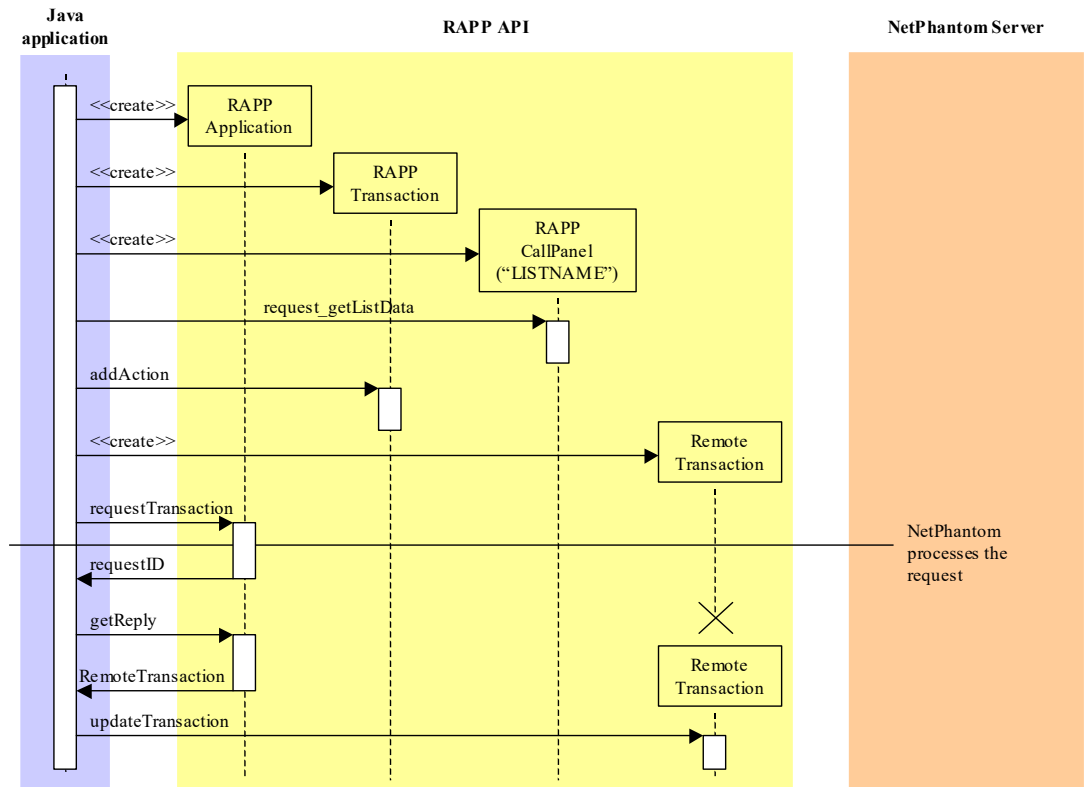 Java
application
RAPP API
NetPhantom Server
<<create>>
RAPP
Application
<<create>>
RAPP
Transaction
<<create>>
RAPP
CallPanel
(“LISTNAME”)
request_getListData
addAction
<<create>>
Remote
Transaction
requestTransaction
NetPhantom
processes the
request
requestID
getReply
RemoteTransaction
Remote
Transaction
updateTransaction